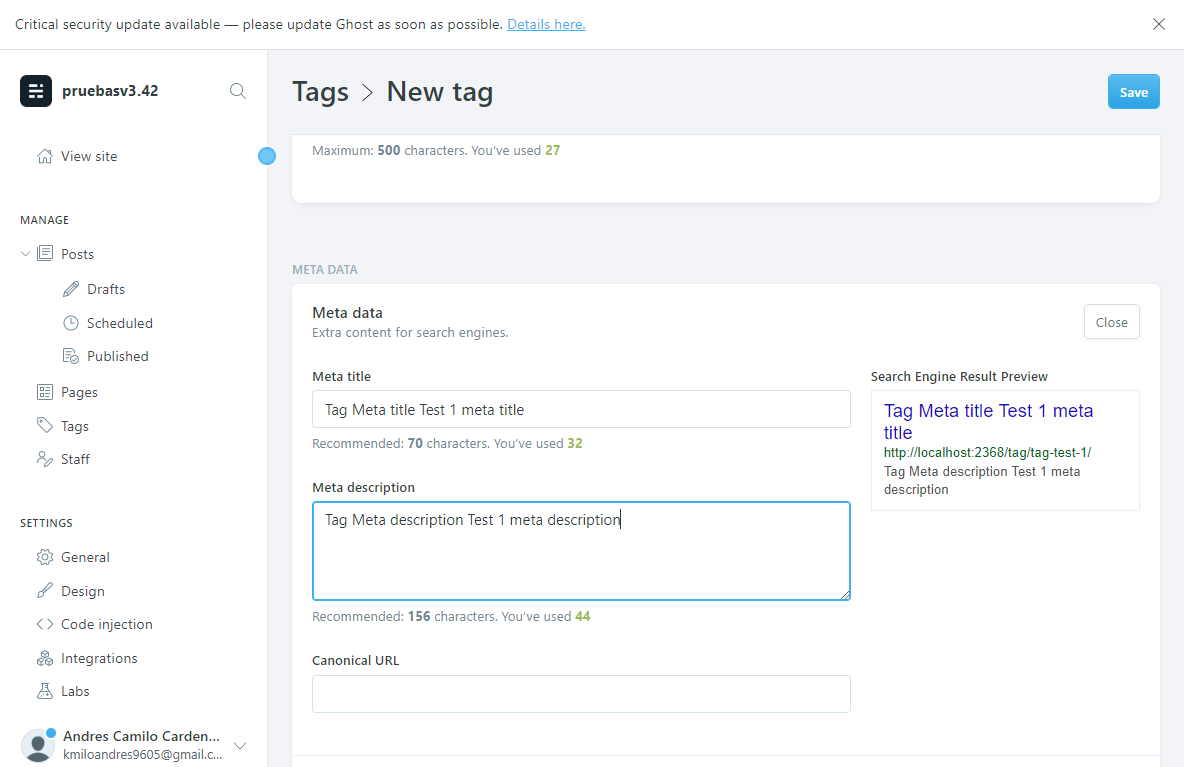 Critical security update available — please update Ghost as soon as possible. Details here.
pruebasv3.42
View site
MANAGE
Posts
Drafts
Scheduled
Published
Pages
Tags
Staff
SETTINGS
General
Design
Code injection
Integrations
Labs
Andres Camilo Carden...
kmiloandres9605@gmail.c...
Tags > New tag
Save
Maximum: 500 characters. You’ve used 27
META DATA
Meta data
Extra content for search engines.
Close
Meta title
Tag Meta title Test 1 meta title
Recommended: 70 characters. You’ve used 32
Meta description
Tag Meta description Test 1 meta description
Recommended: 156 characters. You’ve used 44
Canonical URL
Search Engine Result Preview
Tag Meta title Test 1 meta
title
http://localhost:2368/tag/tag-test-1/
Tag Meta description Test 1 meta
description